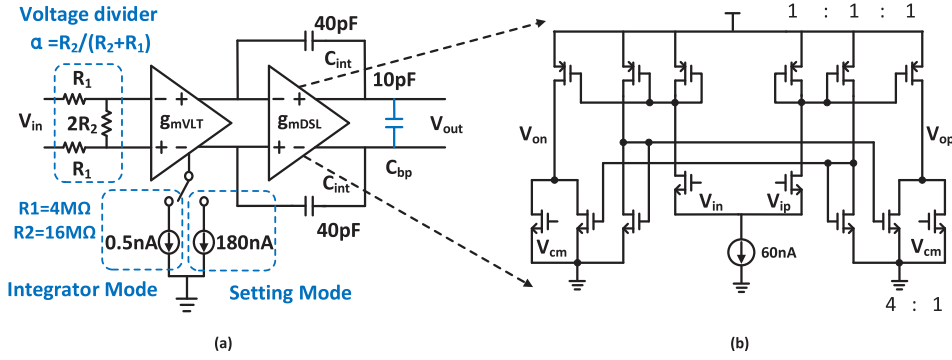 Voltage divider
α =R2/(R2+R1)
40pF
Cint
10pF
R1
Vin
2R2
R1
gmVLT
gmDSL
Vout
Cint
Cbp
40pF
R1=4MΩ
R2=16MΩ
0.5nA
180nA
Integrator Mode
Setting Mode
(a)
1 : 1 : 1
Von
Vop
Vin
Vip
Vcm
Vcm
60nA
4 : 1
(b)